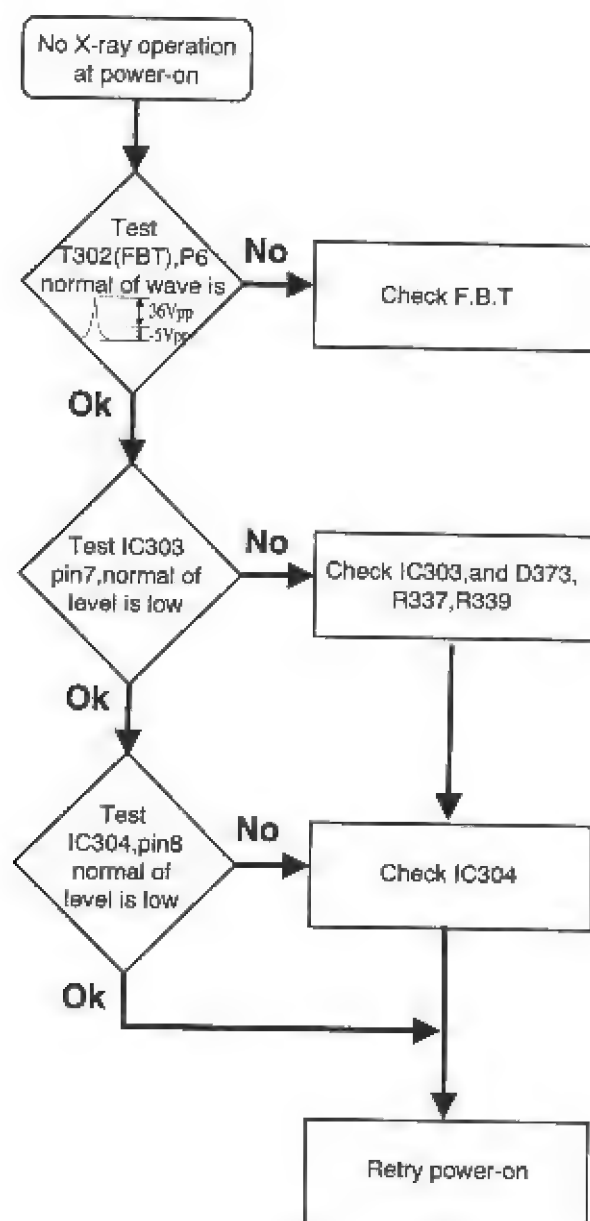 No X-ray operation
at power-on
Test
T302(FBT),P6
normal of wave is
36Vpp
-5Vpp
No
Check F.B.T
Ok
Test IC303
pin7,normal of
level is low
No
Check IC303,and D373,
R337,R339
Ok
Test
IC304,pin8
normal of
level is low
No
Check IC304
Ok
Retry power-on